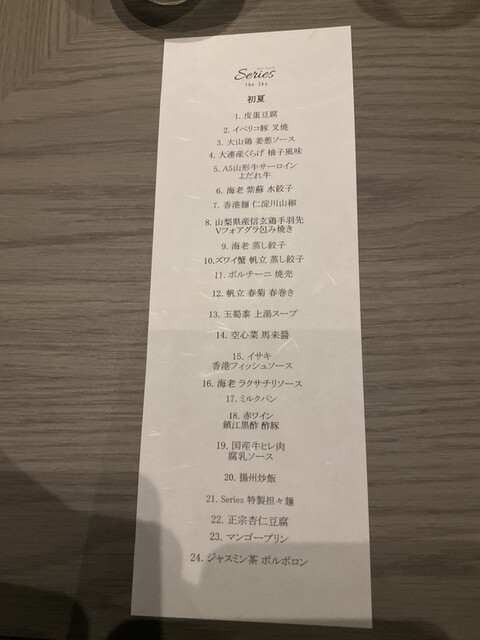 Series
the Sky
初夏
1. 皮蛋豆腐
2. イベリコ豚 叉焼
3. 大山鶏 姜葱ソース
4. 大連産くらげ 柚子風味
5. A5山形牛サーロイン
よだれ牛
6. 海老 紫蘇 水餃子
7. 香港麺 仁淀川山椒
8. 山梨県産信玄鶏手羽先
Vフォアグラ包み焼き
9. 海老 蒸し餃子
10.ズワイ蟹 帆立 蒸し餃子
11. ポルチーニ 焼売
12. 帆立 春菊 春巻き
13. 玉蜀黍 上湯スープ
14. 空心菜 馬来醤
15. イサキ
香港フィッシュソース
16. 海老 ラクサチリソース
17. ミルクパン
18. 赤ワイン
鎮江黒酢 酢豚
19. 国産牛ヒレ肉
腐乳ソース
20. 揚州炒飯
21. Series 特製担々麺
22. 正宗杏仁豆腐
23. マンゴープリン
24. ジャスミン茶 ポルボロン